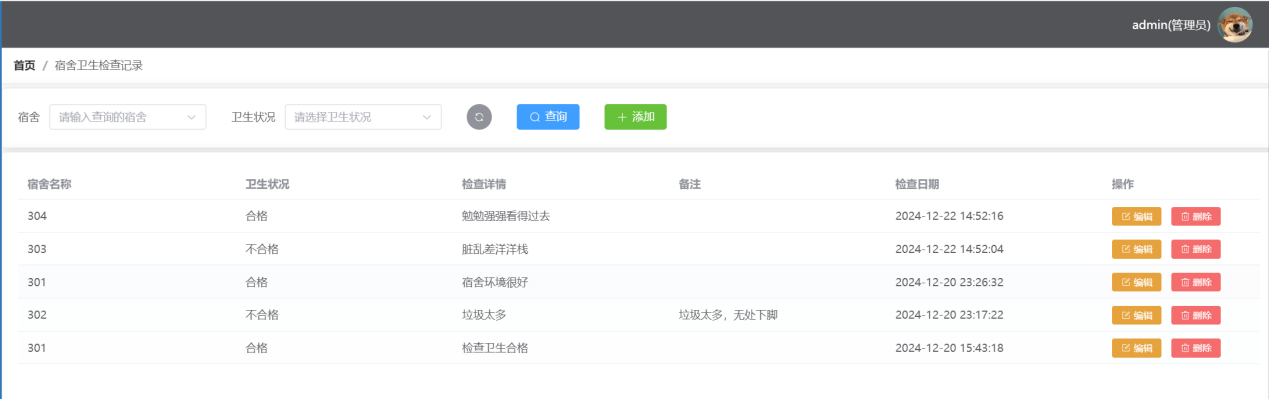 admin(管理员)
首页 / 宿舍卫生检查记录
宿舍 请输入查询的宿舍 卫生状况 请选择卫生状况 查询 添加
宿舍名称 卫生状况 检查详情 备注 检查日期 操作
304 合格 勉勉强强看得过去 2024-12-22 14:52:16 编辑 删除
303 不合格 脏乱差洋洋栈 2024-12-22 14:52:04 编辑 删除
301 合格 宿舍环境很好 2024-12-20 23:26:32 编辑 删除
302 不合格 垃圾太多 垃圾太多，无处下脚 2024-12-20 23:17:22 编辑 删除
301 合格 检查卫生合格 2024-12-20 15:43:18 编辑 删除